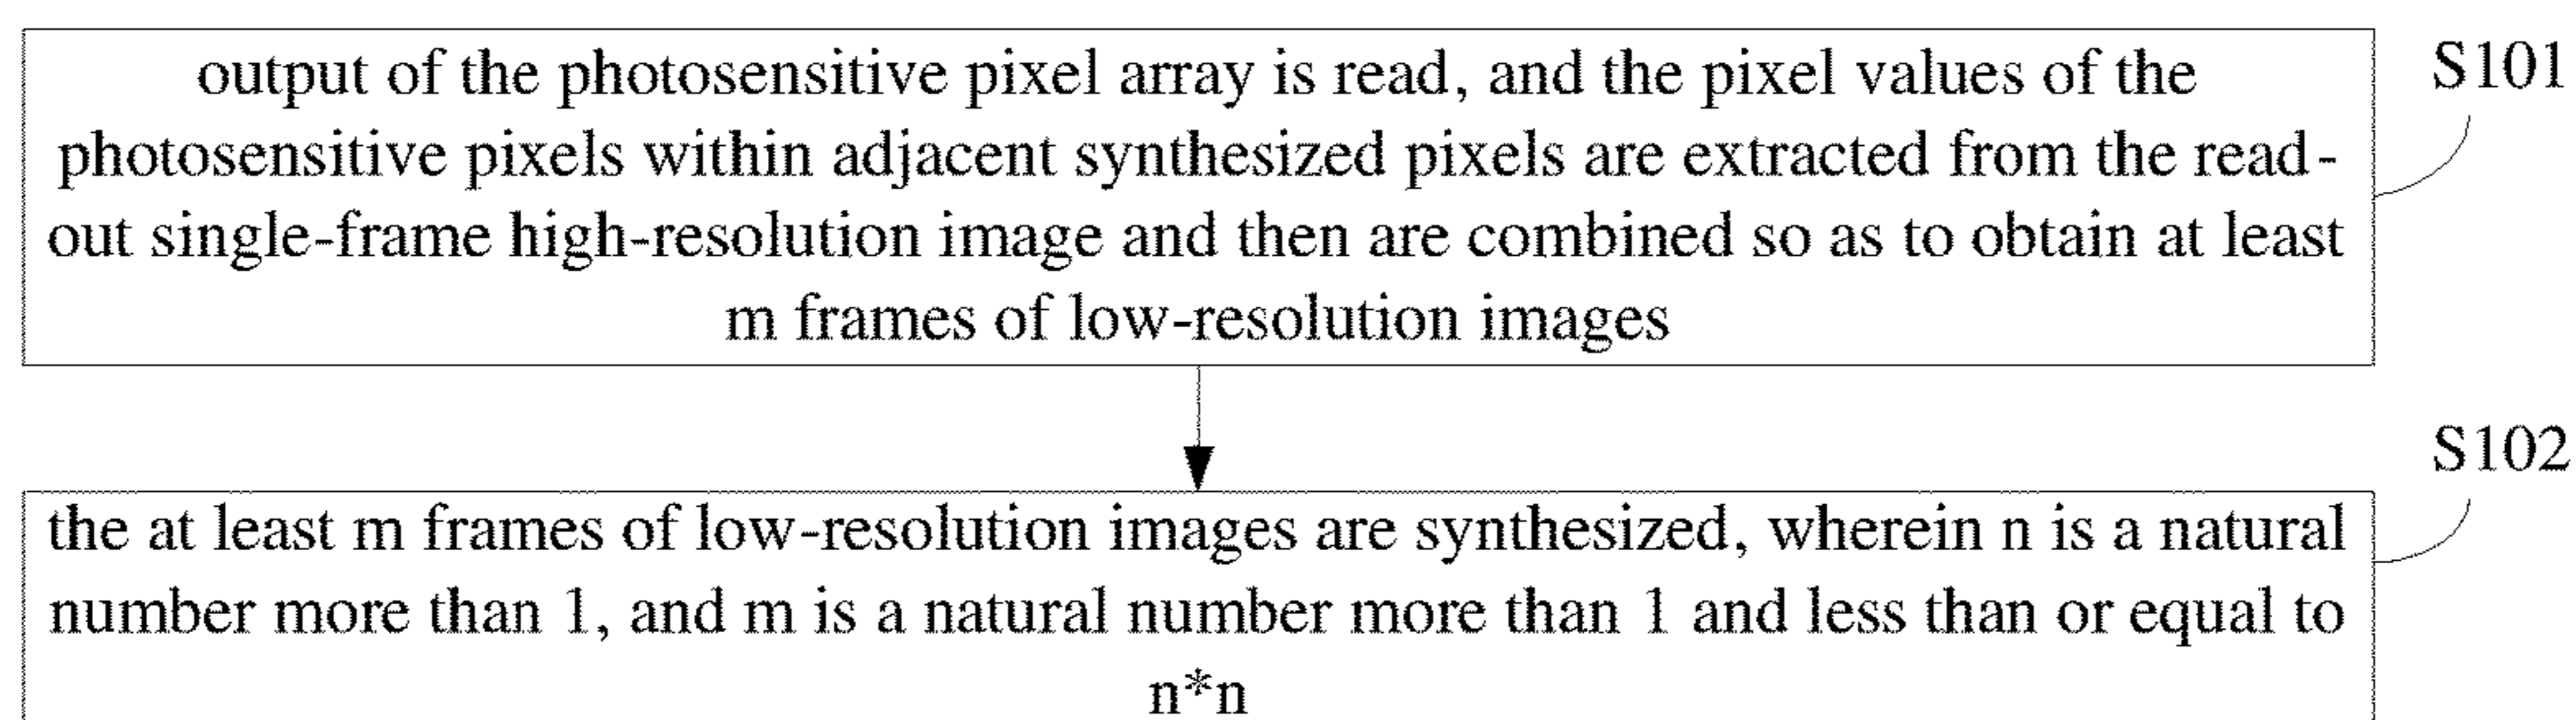 output of the photosensitive pixel array is read, and the pixel values of the
photosensitive pixels within adjacent synthesized pixels are extracted from the read-
out single-frame high-resolution image and then are combined so as to obtain at least
m frames of low-resolution images
S101
the at least m frames of low-resolution images are synthesized, wherein n is a natural
number more than 1, and m is a natural number more than 1 and less than or equal to
n*n
S102